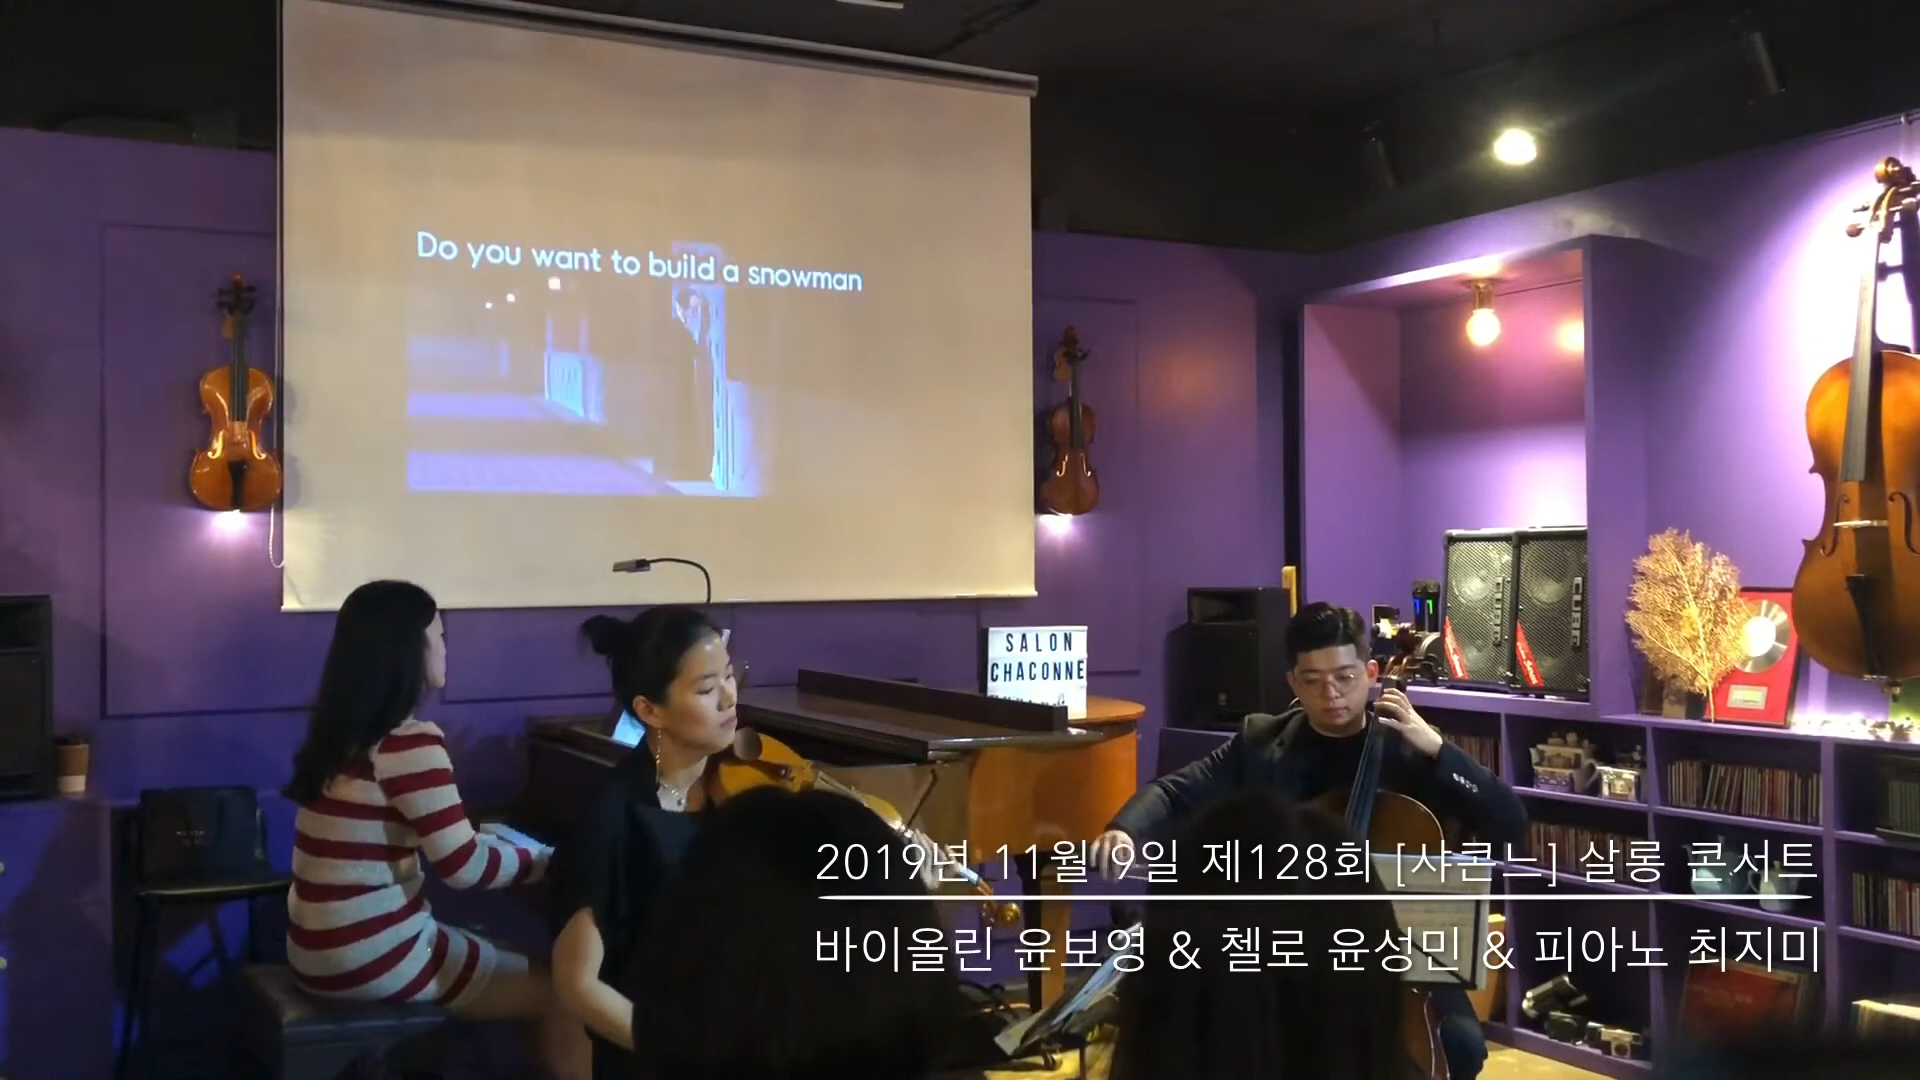 Do you want to build a snowman
SALON
CHACONNE
CUBE
CUBE
2019년 11월 9일 제128회 [샤콘느] 살롱 콘서트
바이올린 윤보영 & 첼로 윤성민 & 피아노 최지미